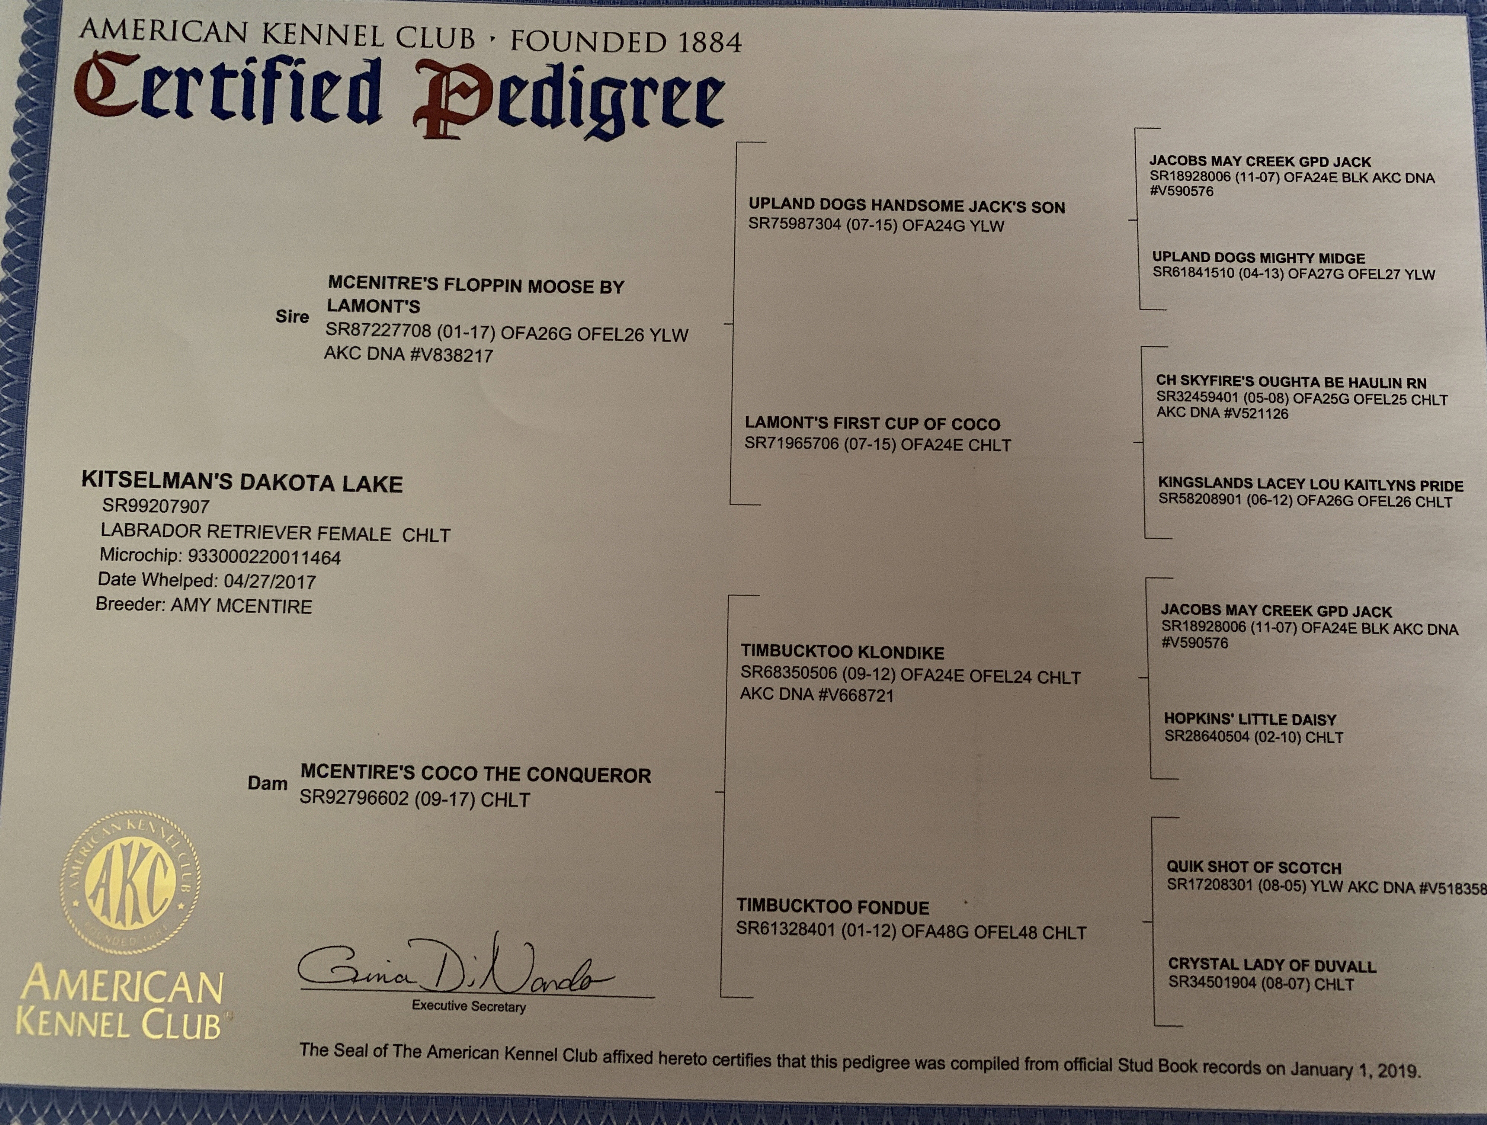 AMERICAN KENNEL CLUB · FOUNDED 1884
Certified Pedigree
JACOBS MAY CREEK GPD JACK
SR18928006 (11-07) OFA24E BLK AKC DNA
#V590576
UPLAND DOGS HANDSOME JACK'S SON
SR75987304 (07-15) OFA24G YLW
UPLAND DOGS MIGHTY MIDGE
SR61841510 (04-13) OFA27G OFEL27 YLW
Sire
MCENITRE'S FLOPPIN MOOSE BY
LAMONT'S
SR87227708 (01-17) OFA26G OFEL26 YLW
AKC DNA #V838217
CH SKYFIRE'S OUGHTA BE HAULIN RN
SR32459401 (05-08) OFA25G OFEL25 CHLT
AKC DNA #V521126
LAMONT'S FIRST CUP OF COCO
SR71965706 (07-15) OFA24E CHLT
KINGSLANDS LACEY LOU KAITLYNS PRIDE
SR58208901 (06-12) OFA26G OFEL26 CHLT
KITSELMAN'S DAKOTA LAKE
SR99207907
LABRADOR RETRIEVER FEMALE CHLT
Microchip: 933000220011464
Date Whelped: 04/27/2017
Breeder: AMY MCENTIRE
JACOBS MAY CREEK GPD JACK
SR18928006 (11-07) OFA24E BLK AKC DNA
#V590576
TIMBUCKTOO KLONDIKE
SR68350506 (09-12) OFA24E OFEL24 CHLT
AKC DNA #V668721
HOPKINS' LITTLE DAISY
SR28640504 (02-10) CHLT
Dam
MCENTIRE'S COCO THE CONQUEROR
SR92796602 (09-17) CHLT
QUIK SHOT OF SCOTCH
SR17208301 (08-05) YLW AKC DNA #V518358
TIMBUCKTOO FONDUE
SR61328401 (01-12) OFA48G OFEL48 CHLT
CRYSTAL LADY OF DUVALL
SR34501904 (08-07) CHLT
AMERICAN KENNEL CLUB
AKC
FOUNDED 1884
AMERICAN
KENNEL CLUB®
Gina DiNardo
Executive Secretary
The Seal of The American Kennel Club affixed hereto certifies that this pedigree was compiled from official Stud Book records on January 1, 2019.